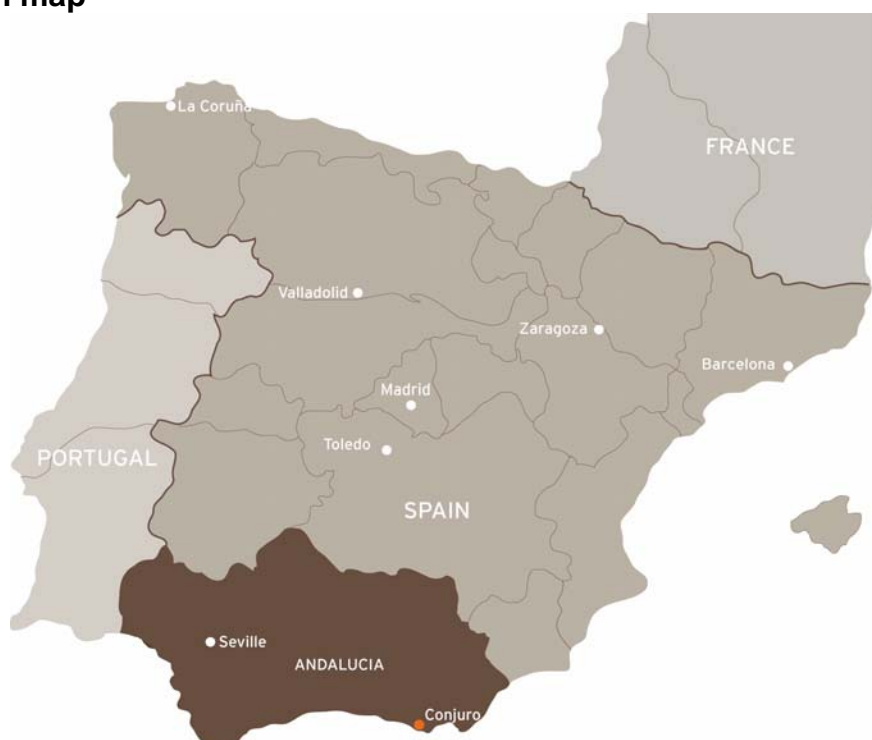 map
La Coruña
FRANCE
Valladolid
Zaragoza
Barcelona
Madrid
Toledo
PORTUGAL
SPAIN
Seville
ANDALUCIA
Conjuro